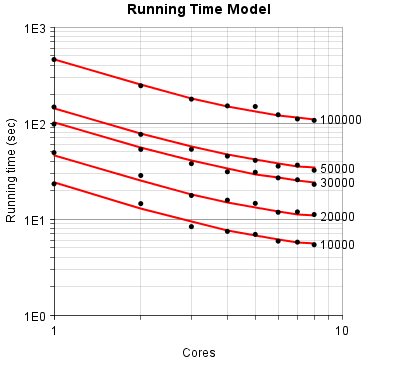 Running Time Model
1E3
1E2
1E1
1E0
Running time (sec)
100000
50000
30000
20000
10000
1
10
Cores